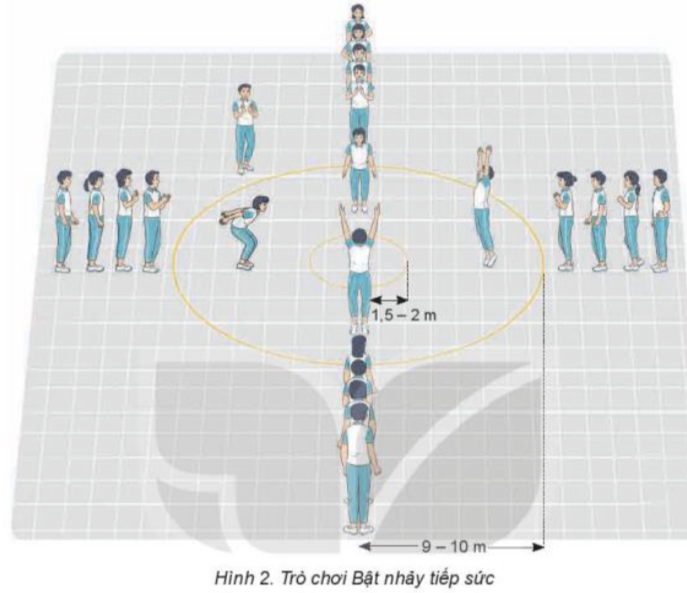 1,5 – 2 m
9 – 10 m
Hình 2. Trò chơi Bật nhảy tiếp sức